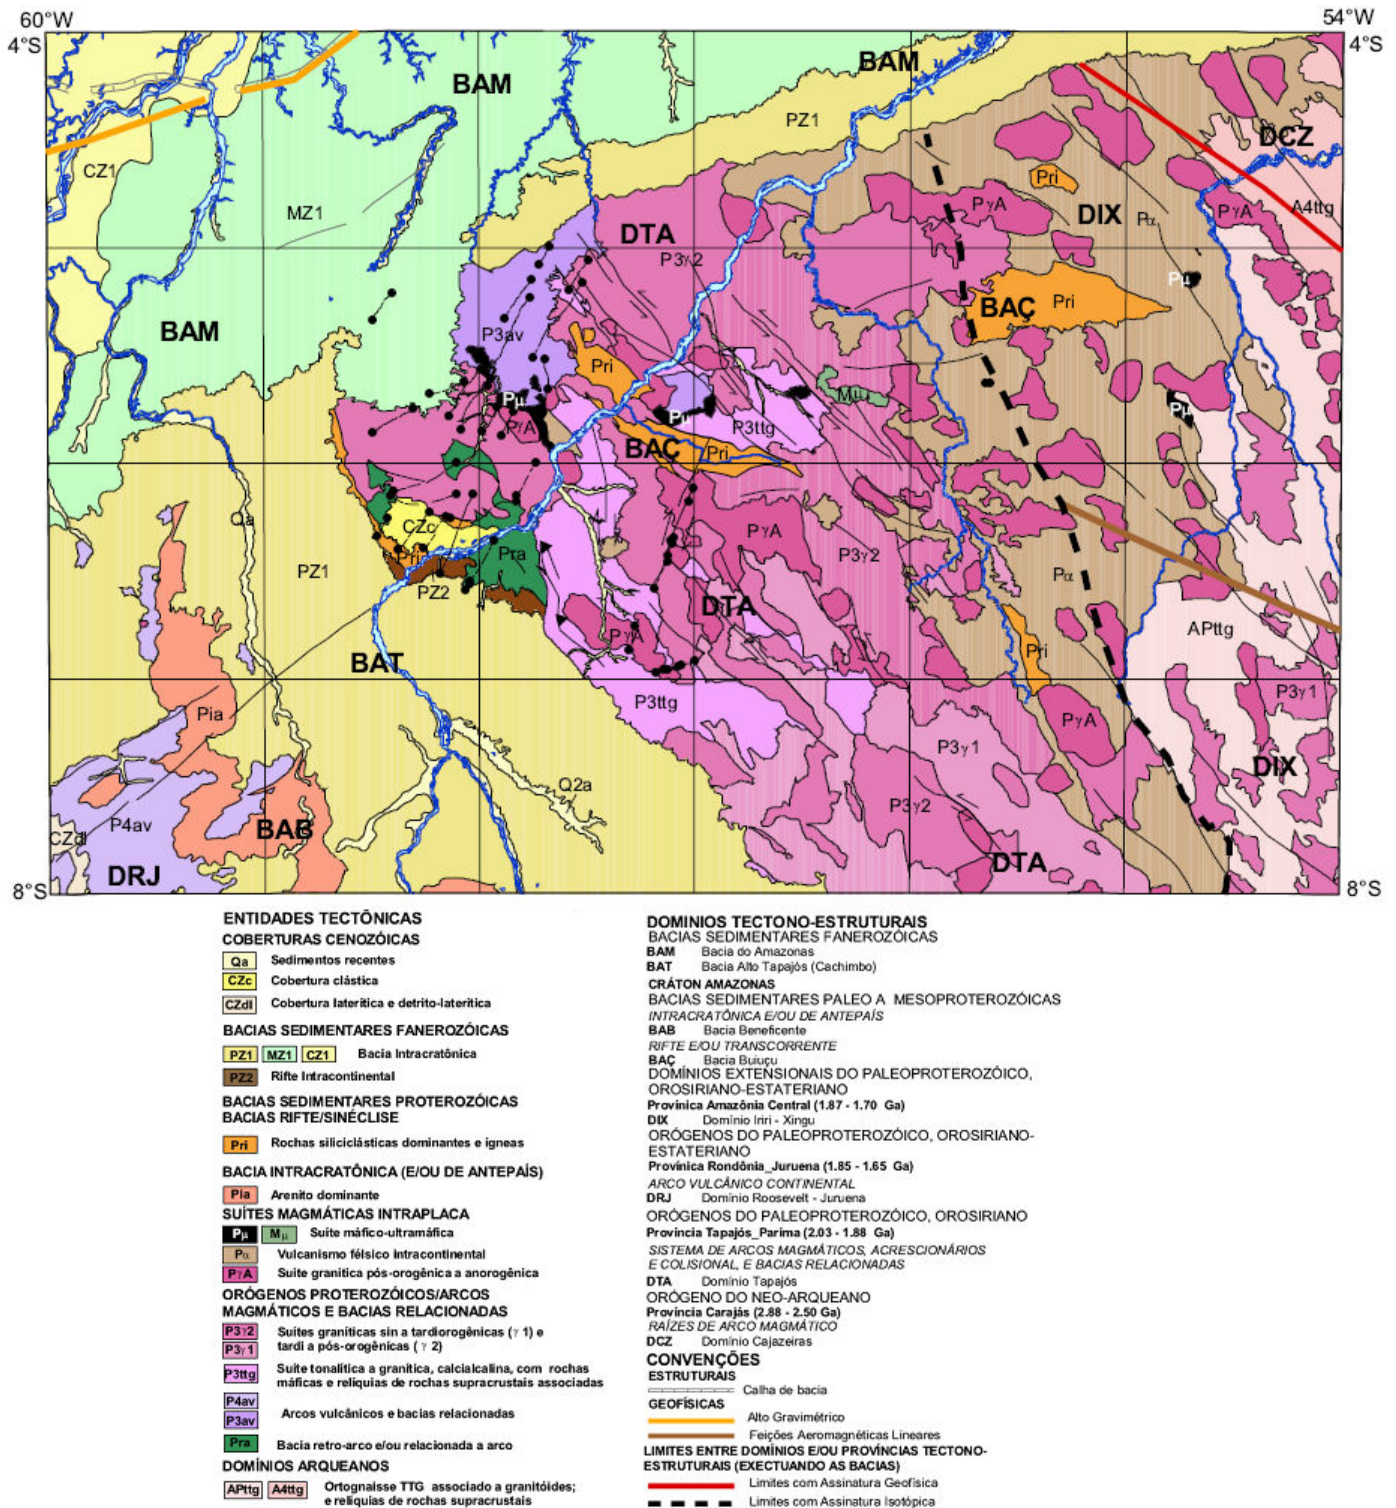 60°W
54°W
4°S
4°S
BAM
BAM
PZ1
CZ1
DCZ
MZ1
Pri
PγA
DIX
Pα
PγA
A4ttg
DTA
P3γ2
Pμ
BAÇ
Pri
BAM
P3av
Pri
Pμ
Mμ
Pμ
Pμ
PγA
P3ttg
BAÇ
Pri
Qa
CZc
PγA
Pra
P3γ2
Pri
PZ1
Pα
PZ2
DTA
APttg
PγA
BAT
Pri
P3ttg
P3γ1
Pia
PγA
P3γ1
DIX
Q2a
P3γ2
P4av
BAB
CZdl
DRJ
DTA
8°S
8°S
ENTIDADES TECTÔNICAS
COBERTURAS CENOZÓICAS
Qa Sedimentos recentes
CZc Cobertura clástica
CZdl Cobertura laterítica e detrito-laterítica
BACIAS SEDIMENTARES FANEROZÓICAS
PZ1 MZ1 CZ1 Bacia Intracratônica
PZ2 Rifte Intracontinental
BACIAS SEDIMENTARES PROTEROZÓICAS
BACIAS RIFTE/SINÉCLISE
Pri Rochas siliciclásticas dominantes e ígneas
BACIA INTRACRATÔNICA (E/OU DE ANTEPAÍS)
Pia Arenito dominante
SUÍTES MAGMÁTICAS INTRAPLACA
Pμ Mμ Suíte máfico-ultramáfica
Pα Vulcanismo félsico intracontinental
PγA Suíte granítica pós-orogênica a anorogênica
ORÓGENOS PROTEROZÓICOS/ARCOS
MAGMÁTICOS E BACIAS RELACIONADAS
P3γ2 Suites graníticas sin a tardiorogênicas (γ 1) e
P3γ1 tardi a pós-orogênicas ( γ 2)
P3ttg Suite tonalítica a granítica, calcialcalina, com rochas
máficas e relíquias de rochas supracrustais associadas
P4av
P3av Arcos vulcânicos e bacias relacionadas
Pra Bacia retro-arco e/ou relacionada a arco
DOMÍNIOS ARQUEANOS
APttg A4ttg Ortognaisse TTG associado a granitóides;
e relíquias de rochas supracrustais
DOMINIOS TECTONO-ESTRUTURAIS
BACIAS SEDIMENTARES FANEROZÓICAS
BAM Bacia do Amazonas
BAT Bacia Alto Tapajós (Cachimbo)
CRÁTON AMAZONAS
BACIAS SEDIMENTARES PALEO A MESOPROTEROZÓICAS
INTRACRATÔNICA E/OU DE ANTEPAÍS
BAB Bacia Beneficente
RIFTE E/OU TRANSCORRENTE
BAÇ Bacia Buiuçu
DOMÍNIOS EXTENSIONAIS DO PALEOPROTEROZÓICO,
OROSIRIANO-ESTATERIANO
Provínica Amazônia Central (1.87 - 1.70 Ga)
DIX Domínio Iriri - Xingu
ORÓGENOS DO PALEOPROTEROZÓICO, OROSIRIANO-
ESTATERIANO
Provínica Rondônia_Juruena (1.85 - 1.65 Ga)
ARCO VULCÂNICO CONTINENTAL
DRJ Domínio Roosevelt - Juruena
ORÓGENOS DO PALEOPROTEROZÓICO, OROSIRIANO
Província Tapajós_Parima (2.03 - 1.88 Ga)
SISTEMA DE ARCOS MAGMÁTICOS, ACRESCIONÁRIOS
E COLISIONAL, E BACIAS RELACIONADAS
DTA Domínio Tapajós
ORÓGENO DO NEO-ARQUEANO
Província Carajás (2.88 - 2.50 Ga)
RAÍZES DE ARCO MAGMÁTICO
DCZ Domínio Cajazeiras
CONVENÇÕES
ESTRUTURAIS
Calha de bacia
GEOFÍSICAS
Alto Gravimétrico
Feições Aeromagnéticas Lineares
LIMITES ENTRE DOMÍNIOS E/OU PROVÍNCIAS TECTONO-
ESTRUTURAIS (EXECTUANDO AS BACIAS)
Limites com Assinatura Geofísica
Limites com Assinatura Isotópica